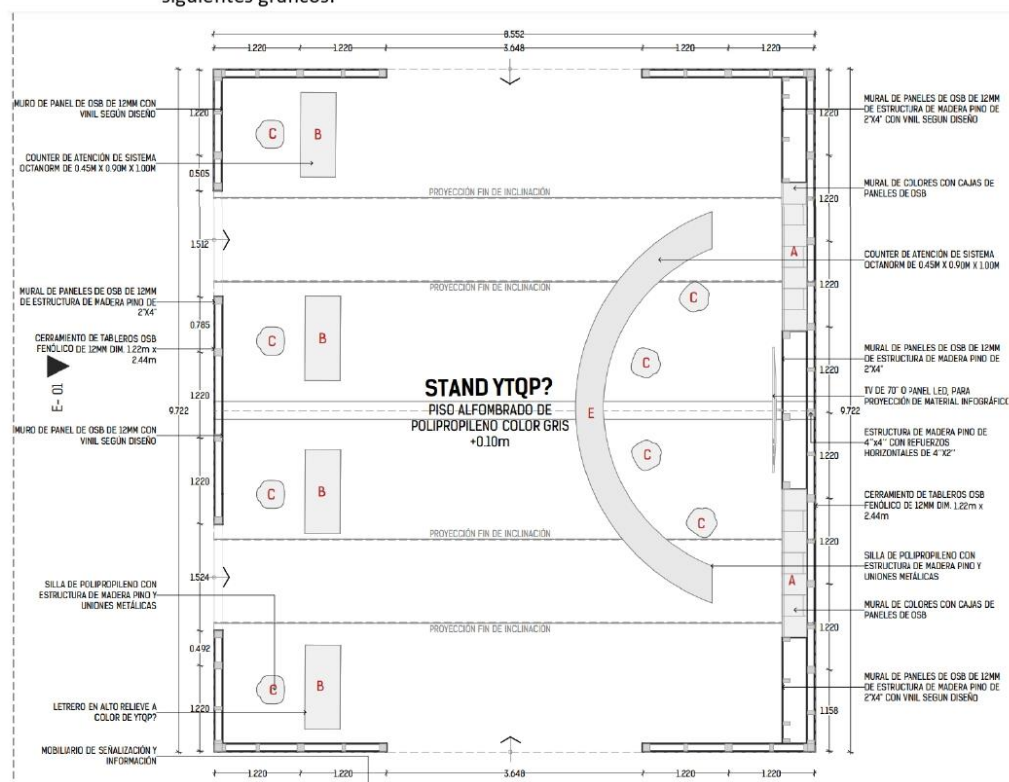 siguientes gráficos:
8.552
1.220
1.220
3.648
1.220
1.220
MURO DE PANEL DE OSB DE 12MM CON
VINIL SEGÚN DISEÑO
1.220
COUNTER DE ATENCIÓN DE SISTEMA
OCTANORM DE 0.45M X 0.90M X 1.00M
0.505
1.512
MURAL DE PANELES DE OSB DE 12MM
DE ESTRUCTURA DE MADERA PINO DE
2"X4"
0.785
CERRAMIENTO DE TABLEROS OSB
FENÓLICO DE 12MM DIM. 1.22m x
2.44m
E- 01
1.220
9.722
MURO DE PANEL DE OSB DE 12MM CON
VINIL SEGÚN DISEÑO
1.220
1.524
SILLA DE POLIPROPILENO CON
ESTRUCTURA DE MADERA PINO Y
UNIONES METÁLICAS
0.492
1.220
LETRERO EN ALTO RELIEVE A
COLOR DE YTQP?
MOBILIARIO DE SEÑALIZACIÓN Y
INFORMACIÓN
C
B
PROYECCIÓN FIN DE INCLINACIÓN
PROYECCIÓN FIN DE INCLINACIÓN
C
B
C
C
STAND YTQP?
PISO ALFOMBRADO DE
POLIPROPILENO COLOR GRIS
+0.10m
E
C
B
C
C
PROYECCIÓN FIN DE INCLINACIÓN
PROYECCIÓN FIN DE INCLINACIÓN
C
B
A
A
1.220
1.220
3.648
1.220
1.220
1.220
1.220
1.220
1.220
9.722
1.220
1.220
1.220
1.158
MURAL DE PANELES DE OSB DE 12MM
DE ESTRUCTURA DE MADERA PINO DE
2"X4" CON VINIL SEGUN DISEÑO
MURAL DE COLORES CON CAJAS DE
PANELES DE OSB
COUNTER DE ATENCIÓN DE SISTEMA
OCTANORM DE 0.45M X 0.90M X 1.00M
MURAL DE PANELES DE OSB DE 12MM
DE ESTRUCTURA DE MADERA PINO DE
2"X4"
TV DE 70" O PANEL LED, PARA
PROYECCIÓN DE MATERIAL INFOGRÁFICO
ESTRUCTURA DE MADERA PINO DE
4"x4" CON REFUERZOS
HORIZONTALES DE 4"X2"
CERRAMIENTO DE TABLEROS OSB
FENÓLICO DE 12MM DIM. 1.22m x
2.44m
SILLA DE POLIPROPILENO CON
ESTRUCTURA DE MADERA PINO Y
UNIONES METÁLICAS
MURAL DE COLORES CON CAJAS DE
PANELES DE OSB
MURAL DE PANELES DE OSB DE 12MM
DE ESTRUCTURA DE MADERA PINO DE
2"X4" CON VINIL SEGUN DISEÑO